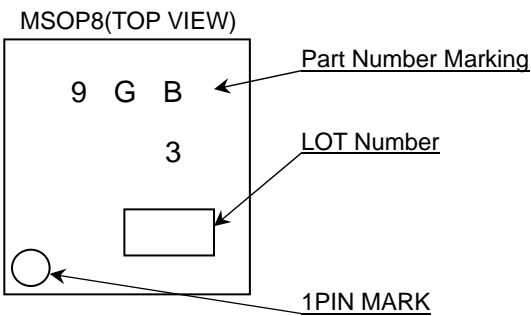 MSOP8(TOP VIEW)
Part Number Marking
9 G B
LOT Number
3
1PIN MARK